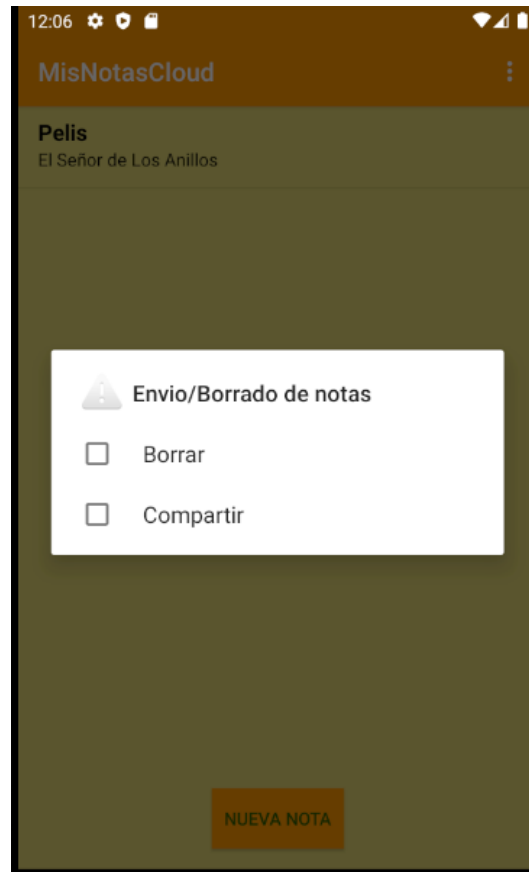 12:06
MisNotasCloud
Pelis
El Señor de Los Anillos
Envio/Borrado de notas
Borrar
Compartir
NUEVA NOTA